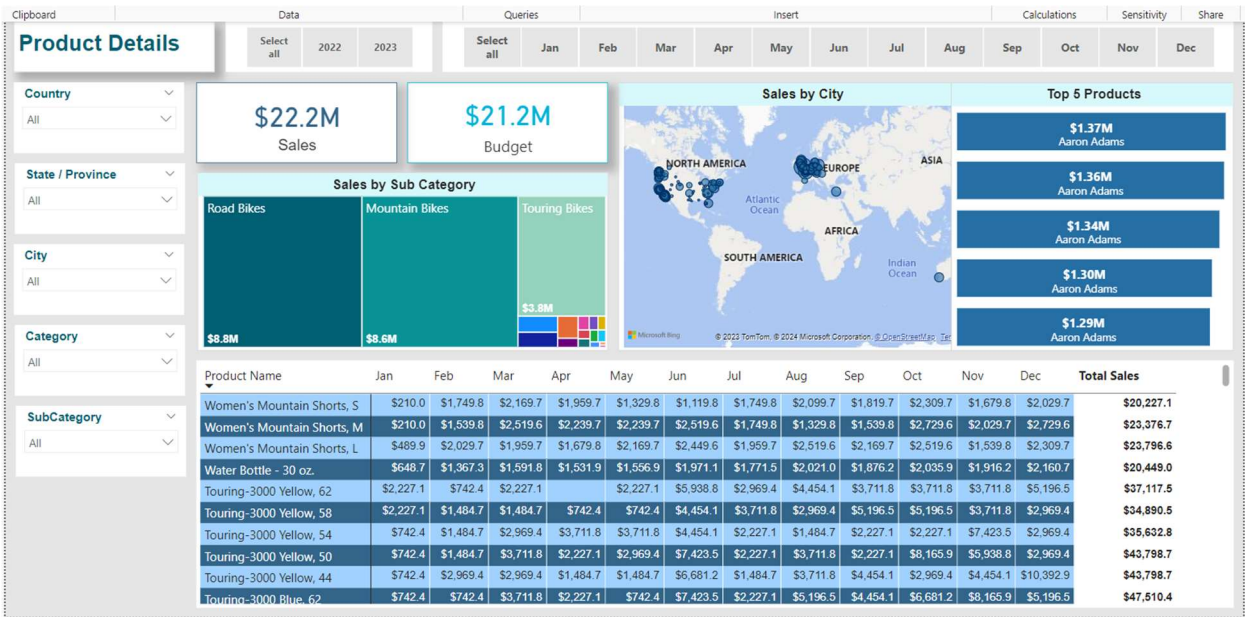 Clipboard Data Queries Insert Calculations Sensitivity Share
Product Details
Select all 2022 2023
Select all Jan Feb Mar Apr May Jun Jul Aug Sep Oct Nov Dec
Country
All
State / Province
All
City
All
Category
All
SubCategory
All
$22.2M
Sales
$21.2M
Budget
Sales by Sub Category
Road Bikes
$8.8M
Mountain Bikes
$8.6M
Touring Bikes
$3.8M
Sales by City
NORTH AMERICA
EUROPE
ASIA
Atlantic
Ocean
AFRICA
SOUTH AMERICA
Indian
Ocean
Microsoft Bing
© 2023 TomTom, © 2024 Microsoft Corporation, © OpenStreetMap Ter
Top 5 Products
$1.37M
Aaron Adams
$1.36M
Aaron Adams
$1.34M
Aaron Adams
$1.30M
Aaron Adams
$1.29M
Aaron Adams
Product Name Jan Feb Mar Apr May Jun Jul Aug Sep Oct Nov Dec Total Sales
Women's Mountain Shorts, S $210.0 $1,749.8 $2,169.7 $1,959.7 $1,329.8 $1,119.8 $1,749.8 $2,099.7 $1,819.7 $2,309.7 $1,679.8 $2,029.7 $20,227.1
Women's Mountain Shorts, M $210.0 $1,539.8 $2,519.6 $2,239.7 $2,239.7 $2,519.6 $1,749.8 $1,329.8 $1,539.8 $2,729.6 $2,029.7 $2,729.6 $23,376.7
Women's Mountain Shorts, L $489.9 $2,029.7 $1,959.7 $1,679.8 $2,169.7 $2,449.6 $1,959.7 $2,519.6 $2,169.7 $2,519.6 $1,539.8 $2,309.7 $23,796.6
Water Bottle - 30 oz. $648.7 $1,367.3 $1,591.8 $1,531.9 $1,556.9 $1,971.1 $1,771.5 $2,021.0 $1,876.2 $2,035.9 $1,916.2 $2,160.7 $20,449.0
Touring-3000 Yellow, 62 $2,227.1 $742.4 $2,227.1 $2,227.1 $5,938.8 $2,969.4 $4,454.1 $3,711.8 $3,711.8 $3,711.8 $5,196.5 $37,117.5
Touring-3000 Yellow, 58 $2,227.1 $1,484.7 $1,484.7 $742.4 $742.4 $4,454.1 $3,711.8 $2,969.4 $5,196.5 $5,196.5 $3,711.8 $2,969.4 $34,890.5
Touring-3000 Yellow, 54 $742.4 $1,484.7 $2,969.4 $3,711.8 $3,711.8 $4,454.1 $2,227.1 $1,484.7 $2,227.1 $2,227.1 $7,423.5 $2,969.4 $35,632.8
Touring-3000 Yellow, 50 $742.4 $1,484.7 $3,711.8 $2,227.1 $2,969.4 $7,423.5 $2,227.1 $3,711.8 $2,227.1 $8,165.9 $5,938.8 $2,969.4 $43,798.7
Touring-3000 Yellow, 44 $742.4 $2,969.4 $2,969.4 $1,484.7 $1,484.7 $6,681.2 $1,484.7 $3,711.8 $4,454.1 $2,969.4 $4,454.1 $10,392.9 $43,798.7
Touring-3000 Blue, 62 $742.4 $742.4 $3,711.8 $2,227.1 $742.4 $7,423.5 $2,227.1 $5,196.5 $4,454.1 $6,681.2 $8,165.9 $5,196.5 $47,510.4